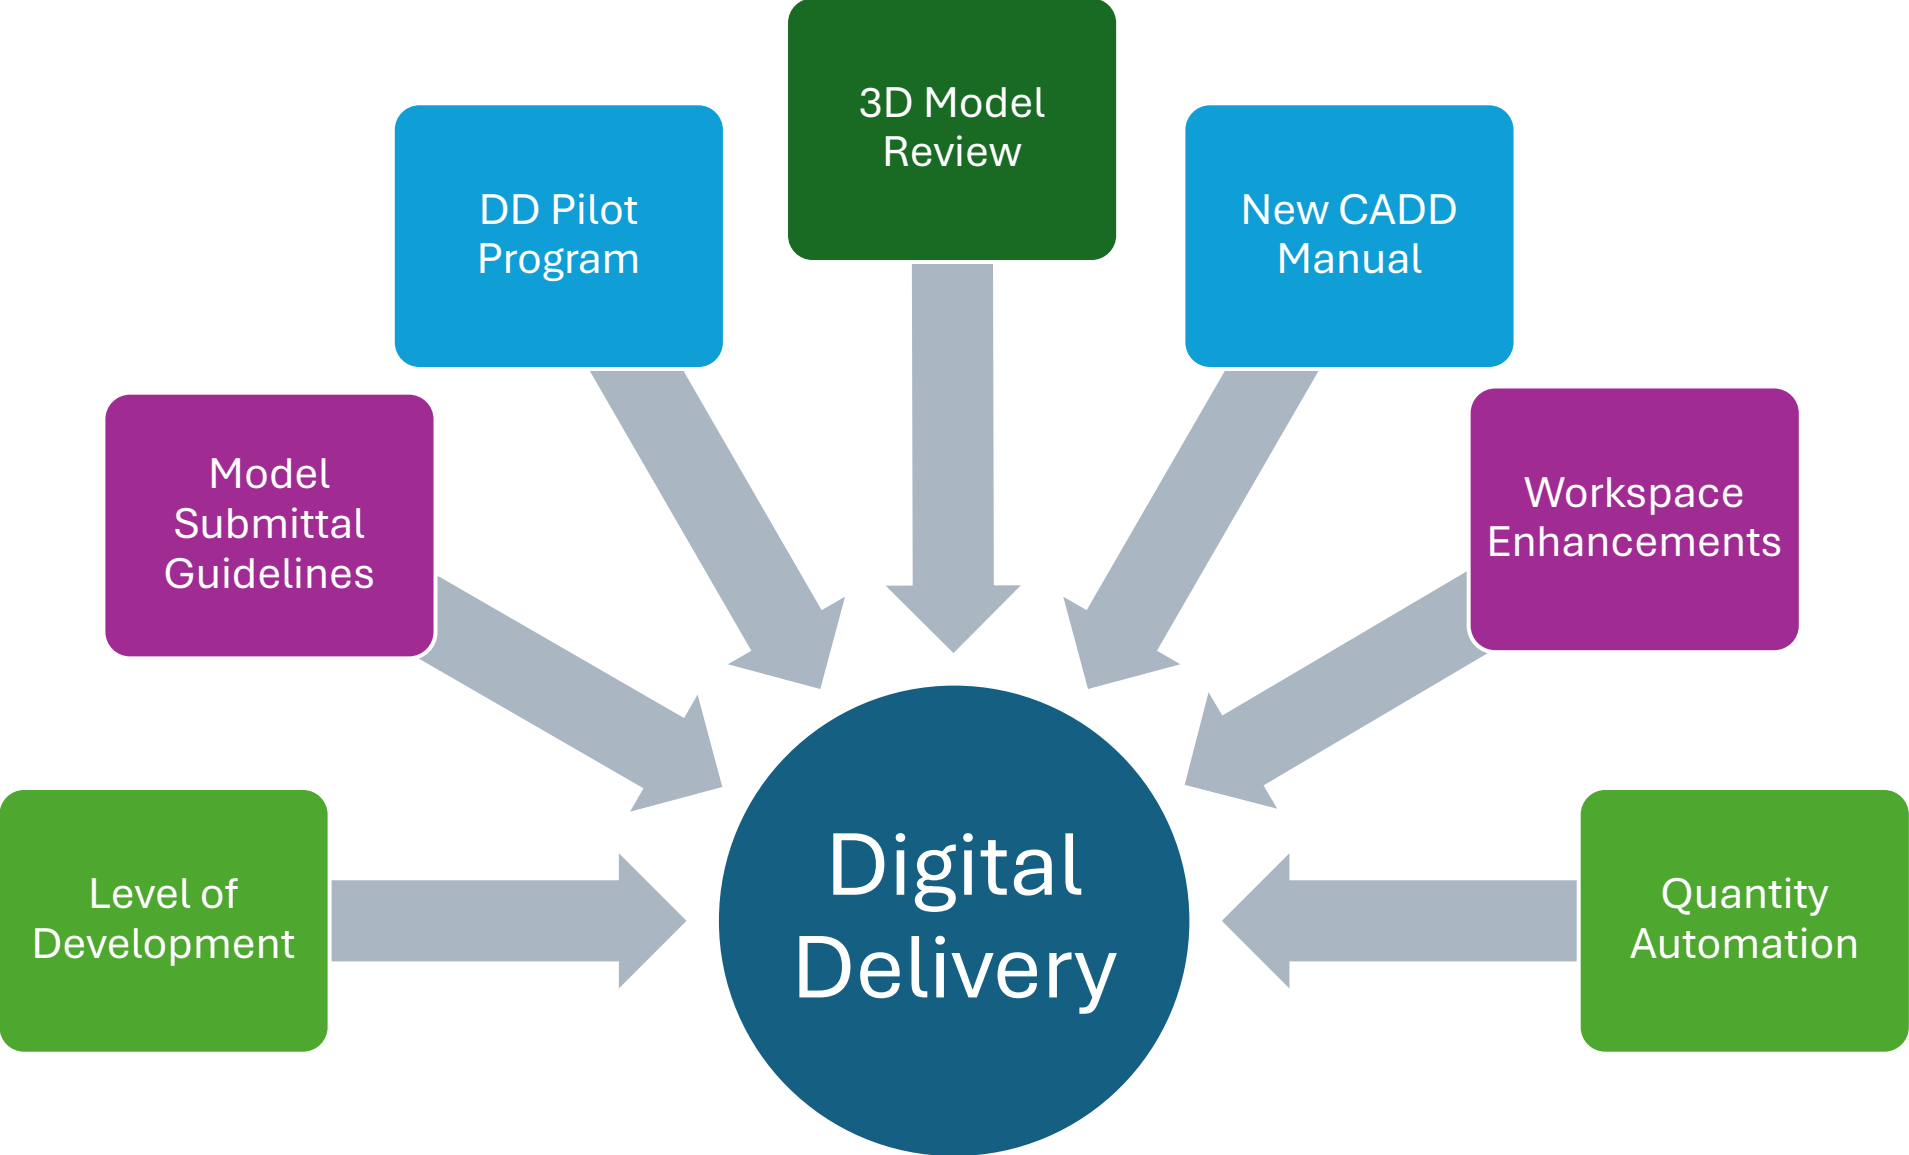 3D Model
Review
DD Pilot
Program
New CADD
Manual
Model
Submittal
Guidelines
Workspace
Enhancements
Level of
Development
Digital
Delivery
Quantity
Automation